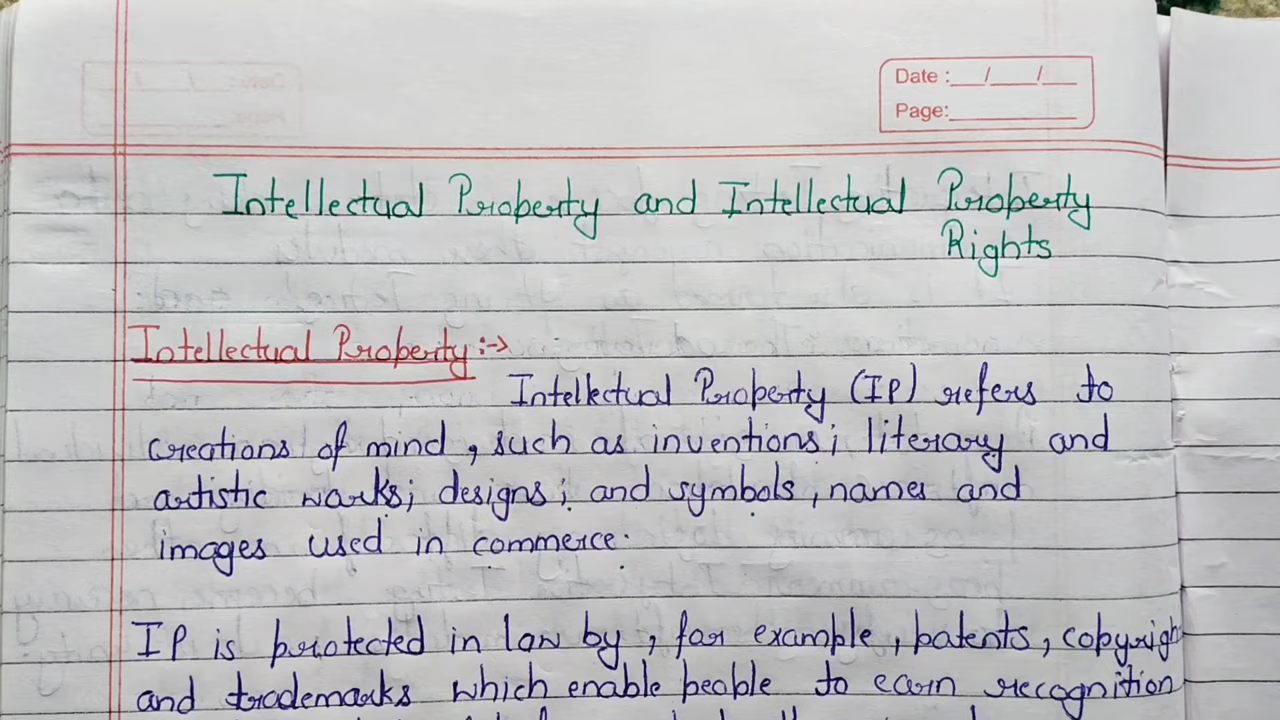 Date :___/___/___
Page:__________
Intellectual Property and Intellectual Property
Rights
Intellectual Property :→
Intellectual Property (IP) refers to
creations of mind, such as inventions; literary and
artistic works; designs; and symbols, names and
images used in commerce.
IP is protected in law by, for example, patents, copyrigh
and trademarks which enable people to earn recognition